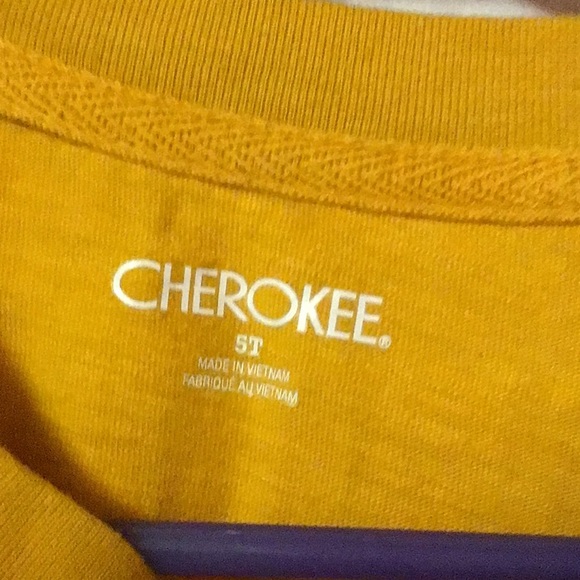 CHEROKEE®
5T
MADE IN VIETNAM
FABRIQUÉ AU VIETNAM